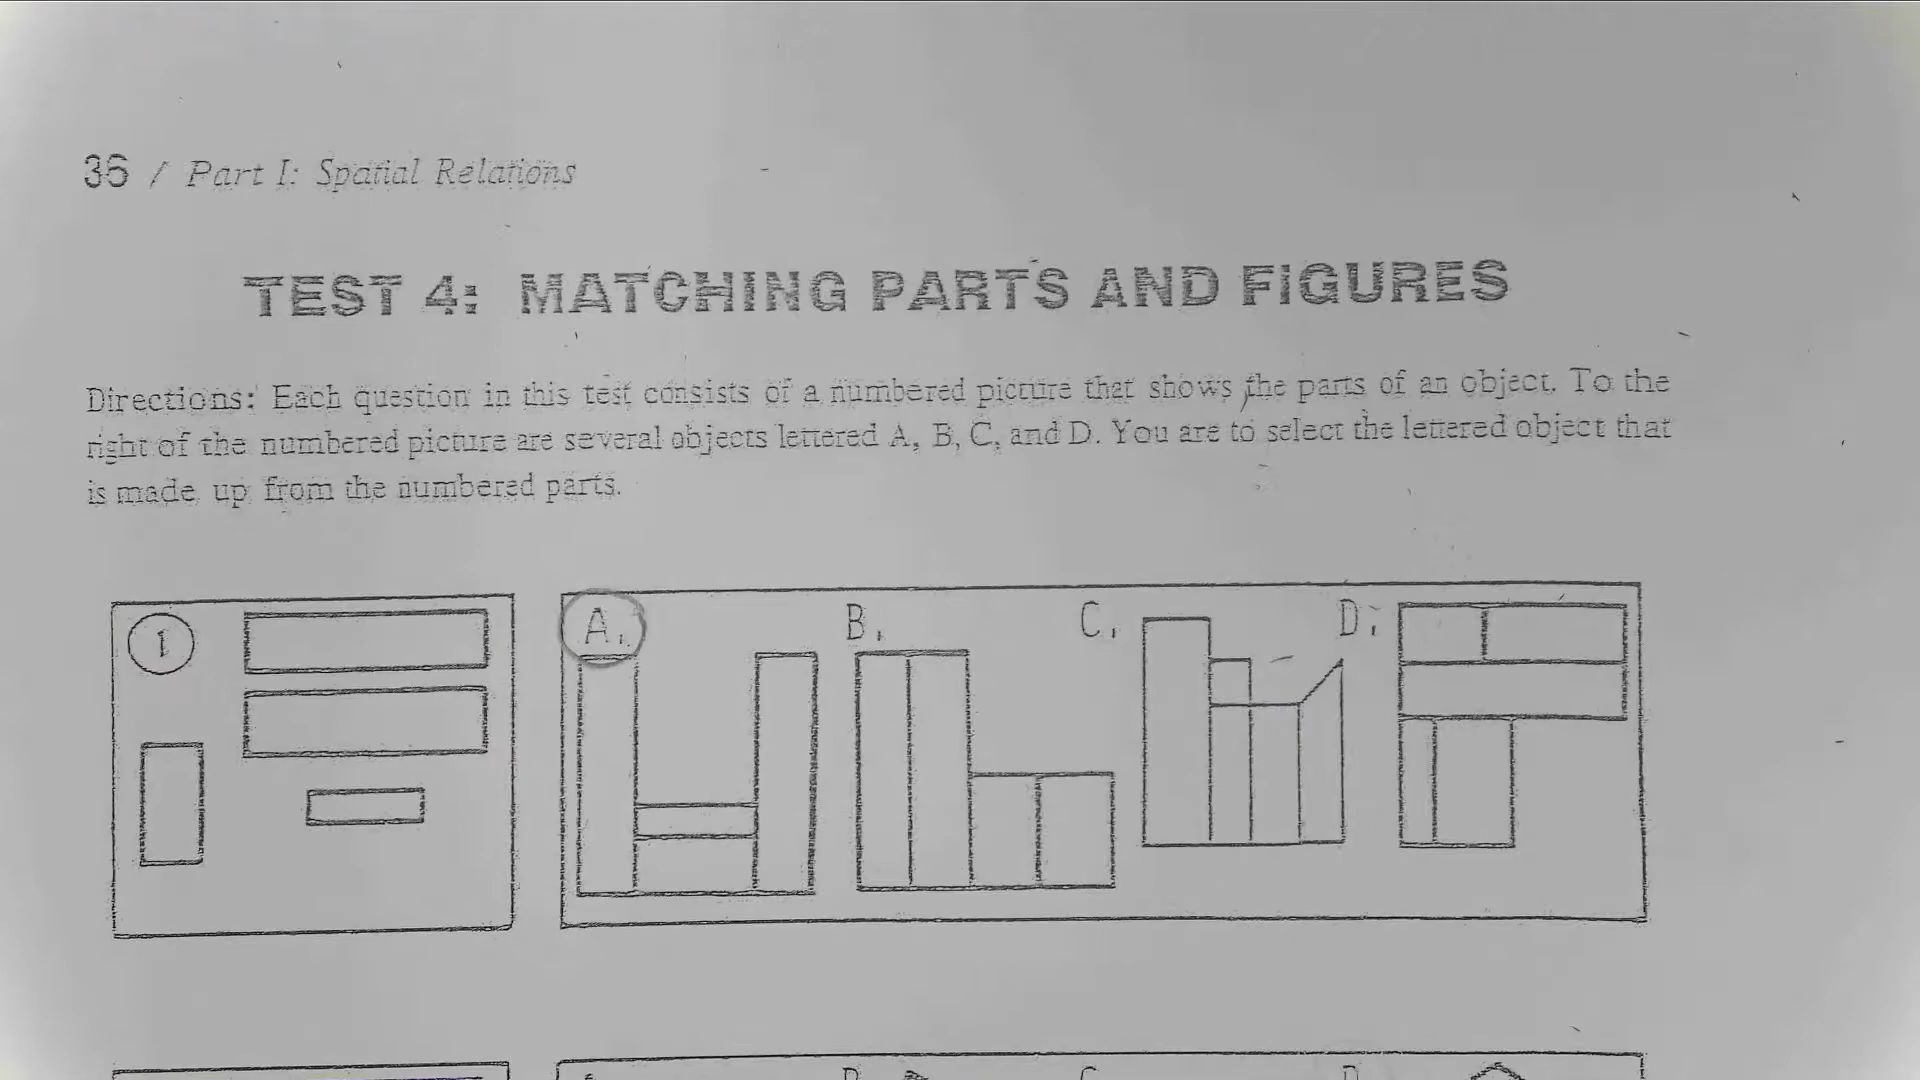 36 / Part I: Spatial Relations
TEST 4: MATCHING PARTS AND FIGURES
Directions: Each question in this test consists of a numbered picture that shows the parts of an object. To the
right of the numbered picture are several objects lettered A, B, C, and D. You are to select the lettered object that
is made up from the numbered parts.
1
A. B. C. D.